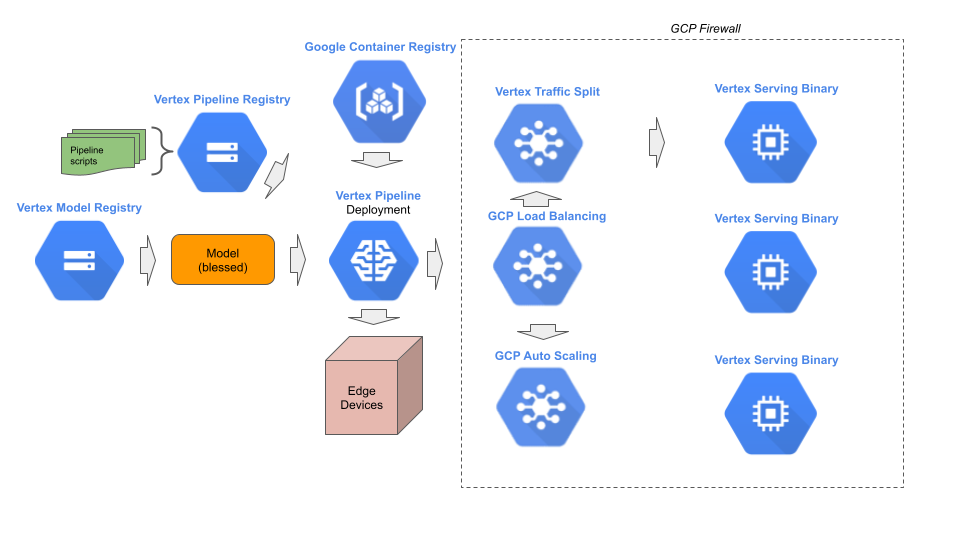 GCP Firewall
Google Container Registry
Vertex Pipeline Registry
Pipeline
scripts
Vertex Model Registry
Model
(blessed)
Vertex Pipeline
Deployment
Edge
Devices
Vertex Traffic Split
GCP Load Balancing
GCP Auto Scaling
Vertex Serving Binary
Vertex Serving Binary
Vertex Serving Binary